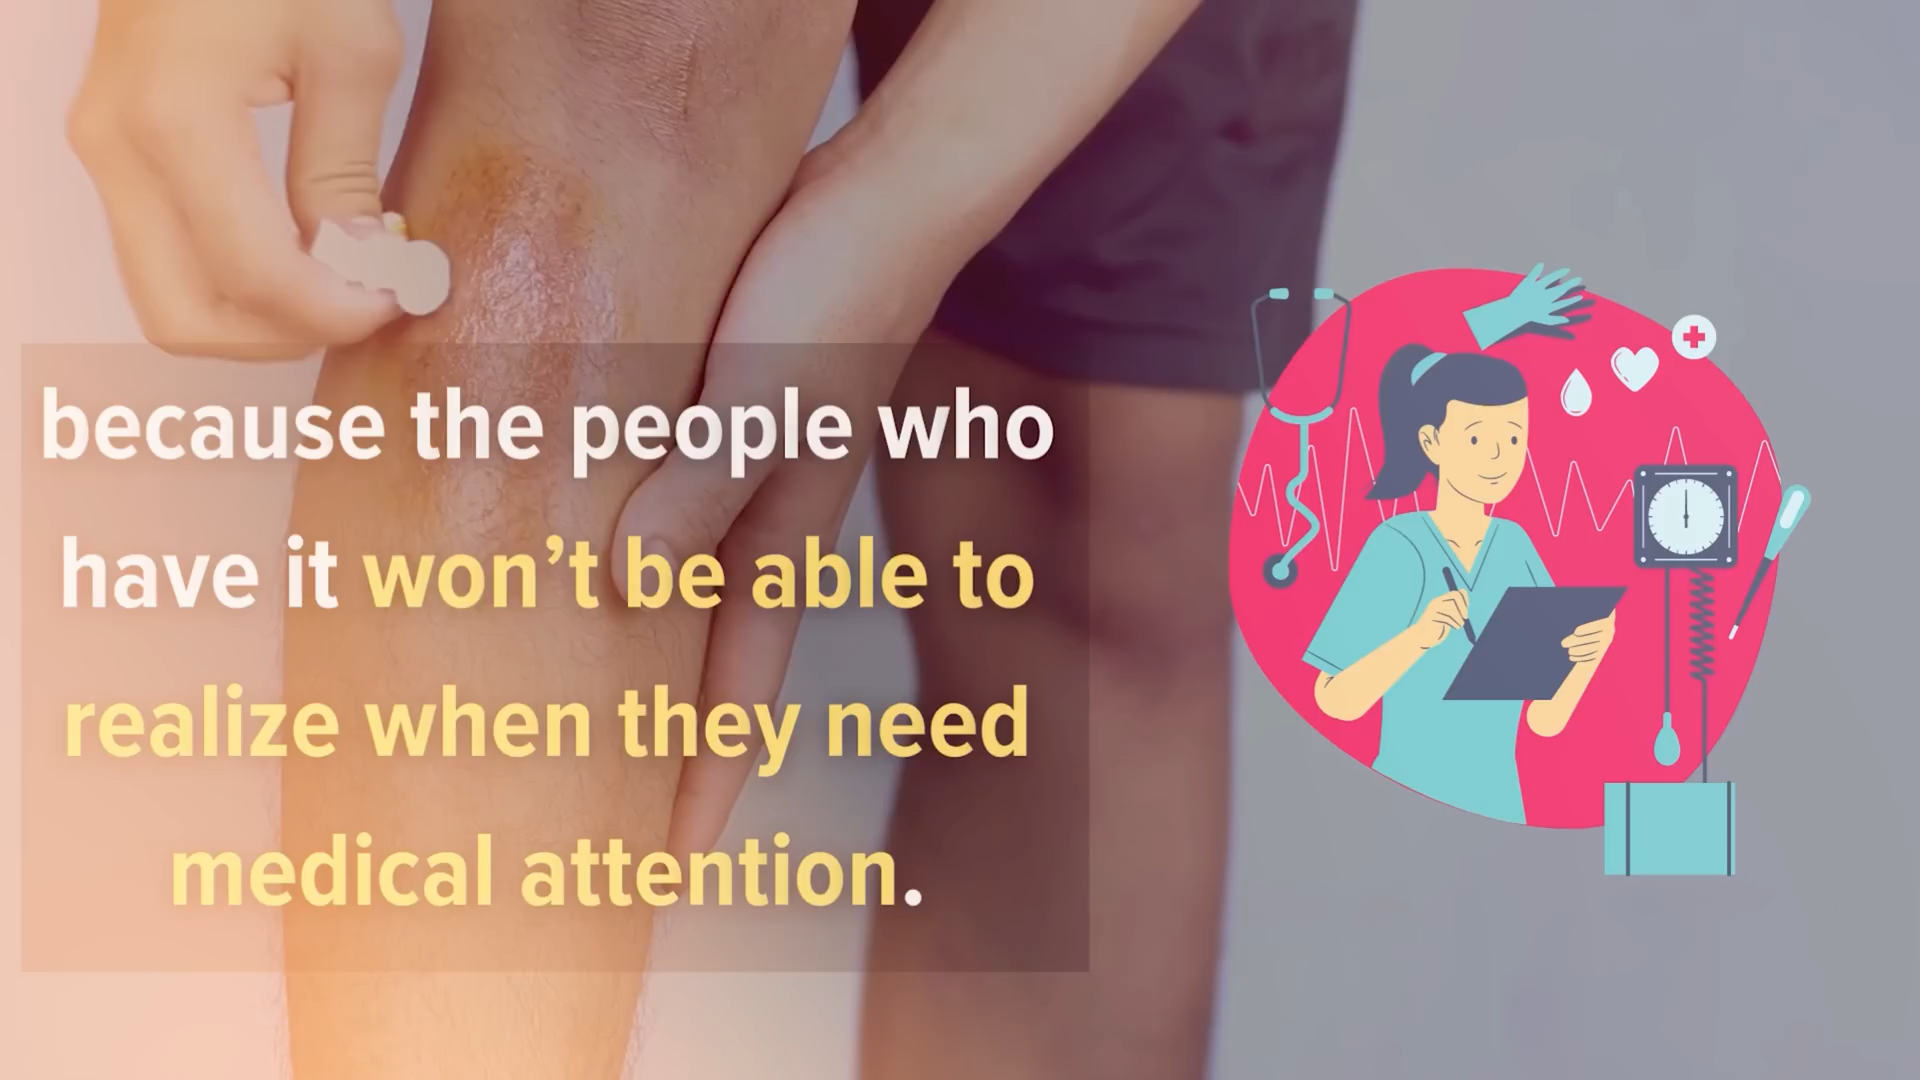 because the people who
have it won’t be able to
realize when they need
medical attention.